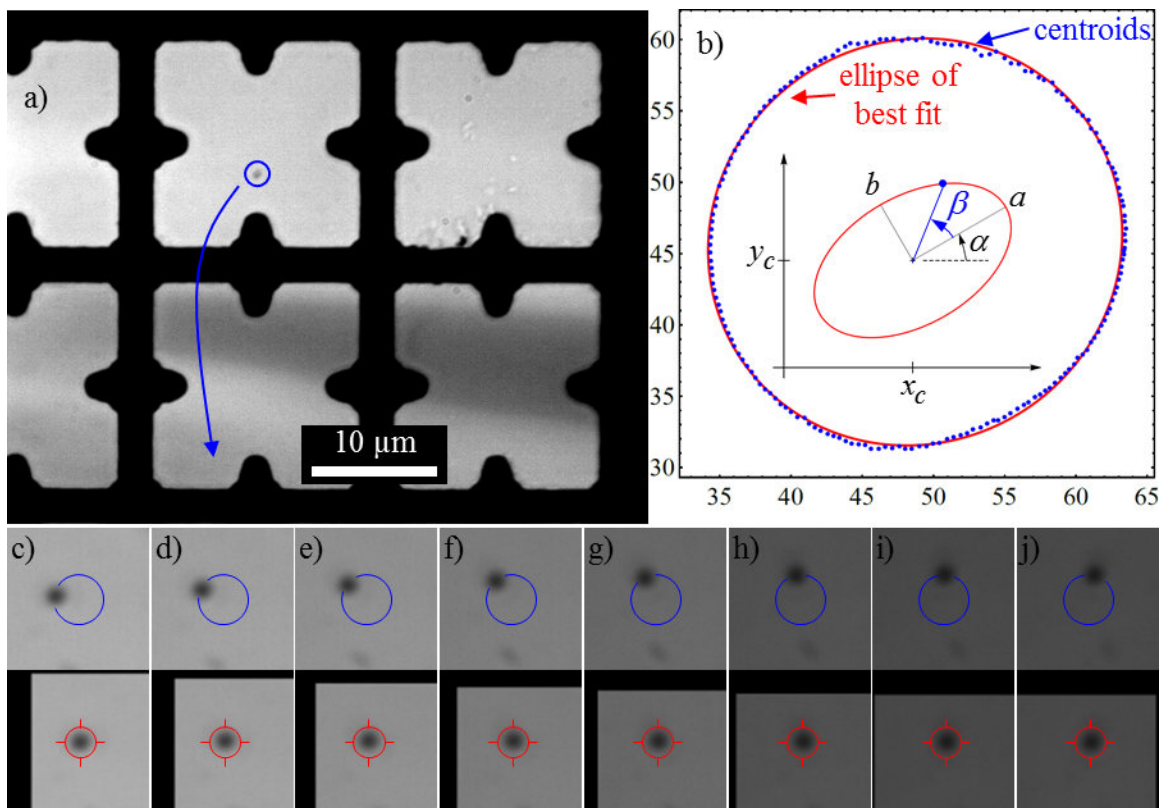 a)
10 µm
b)
centroids
ellipse of
best fit
b
a
β
α
y_c
x_c
60
55
50
45
40
35
30
35 40 45 50 55 60 65
c) d) e) f) g) h) i) j)